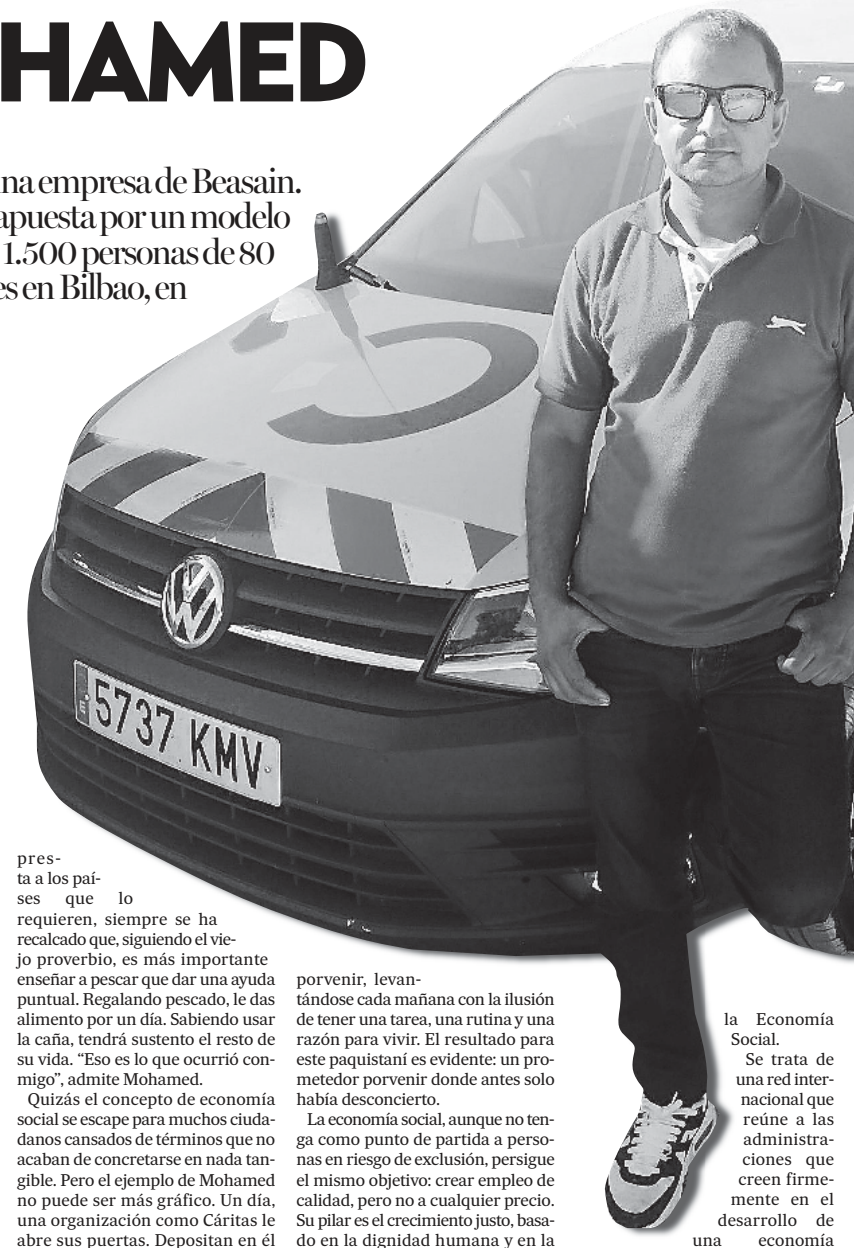 HAMED
na empresa de Beasain.
apuesta por un modelo
1.500 personas de 80
es en Bilbao, en
5737 KMV
pres-
ta a los paí-
ses que lo
requieren, siempre se ha
recalcado que, siguiendo el vie-
jo proverbio, es más importante
enseñar a pescar que dar una ayuda
puntual. Regalando pescado, le das
alimento por un día. Sabiendo usar
la caña, tendrá sustento el resto de
su vida. “Eso es lo que ocurrió con-
migo”, admite Mohamed.
Quizás el concepto de economía
social se escape para muchos ciuda-
danos cansados de términos que no
acaban de concretarse en nada tan-
gible. Pero el ejemplo de Mohamed
no puede ser más gráfico. Un día,
una organización como Cáritas le
abre sus puertas. Depositan en él
porvenir, levan-
tándose cada mañana con la ilusión
de tener una tarea, una rutina y una
razón para vivir. El resultado para
este paquistaní es evidente: un pro-
metedor porvenir donde antes solo
había desconcierto.
La economía social, aunque no ten-
ga como punto de partida a perso-
nas en riesgo de exclusión, persigue
el mismo objetivo: crear empleo de
calidad, pero no a cualquier precio.
Su pilar es el crecimiento justo, basa-
do en la dignidad humana y en la
la Economía
Social.
Se trata de
una red inter-
nacional que
reúne a las
administra-
ciones que
creen firme-
mente en el
desarrollo de
una economía